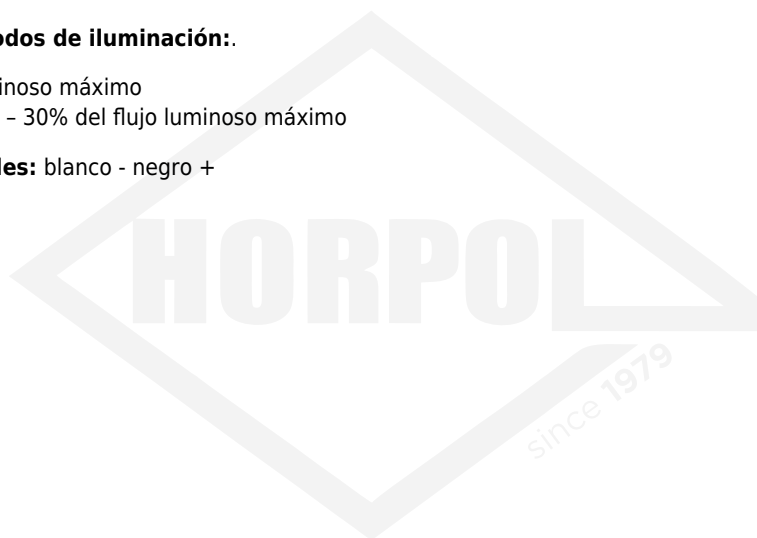 odos de iluminación:.
inoso máximo
– 30% del flujo luminoso máximo
les: blanco - negro +
HORPOL
since 1979